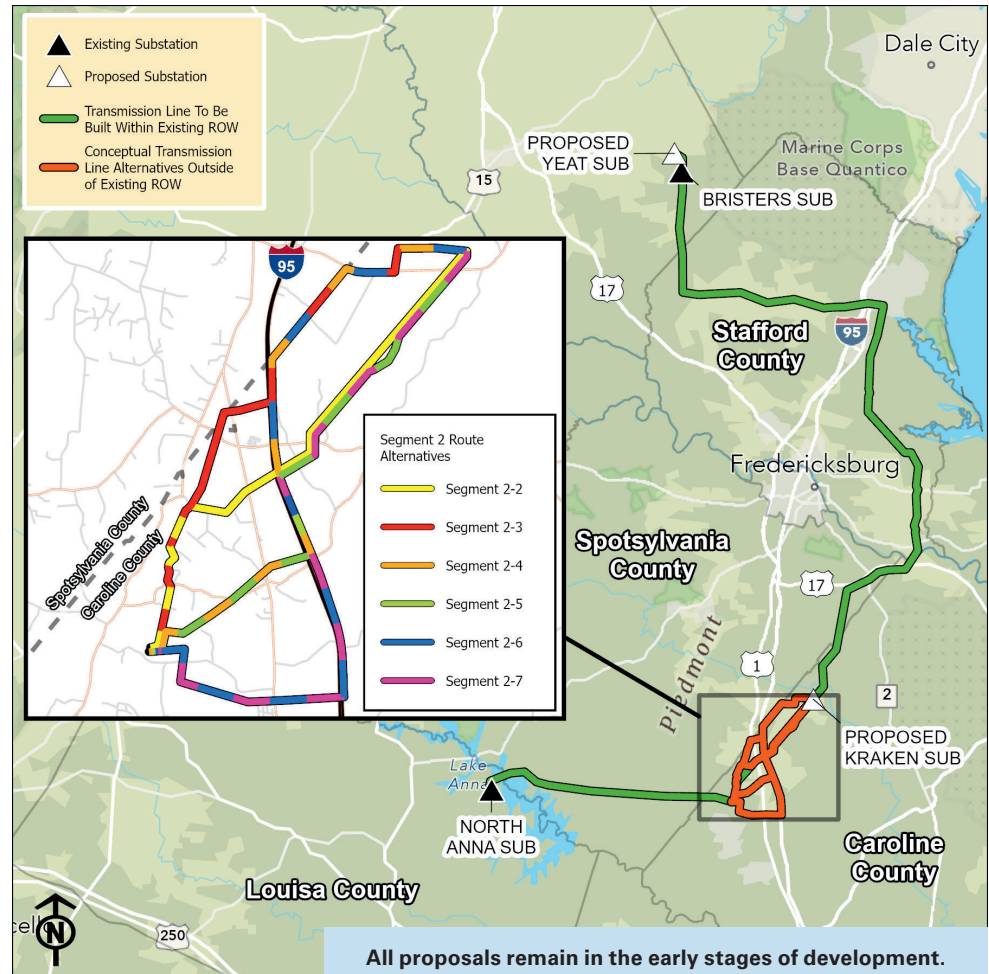 Existing Substation
Proposed Substation
Transmission Line To Be
Built Within Existing ROW
Conceptual Transmission
Line Alternatives Outside
of Existing ROW
Dale City
PROPOSED
YEAT SUB
Marine Corps
Base Quantico
15
BRISTERS SUB
95
17
Stafford
County
95
Segment 2 Route
Alternatives
Segment 2-2
Segment 2-3
Segment 2-4
Segment 2-5
Segment 2-6
Segment 2-7
Spotsylvania County
Caroline County
Fredericksburg
Spotsylvania
County
17
Piedmont
1
2
PROPOSED
KRAKEN SUB
Lake
Anna
NORTH
ANNA SUB
Caroline
County
Louisa County
cello
N
250
All proposals remain in the early stages of development.